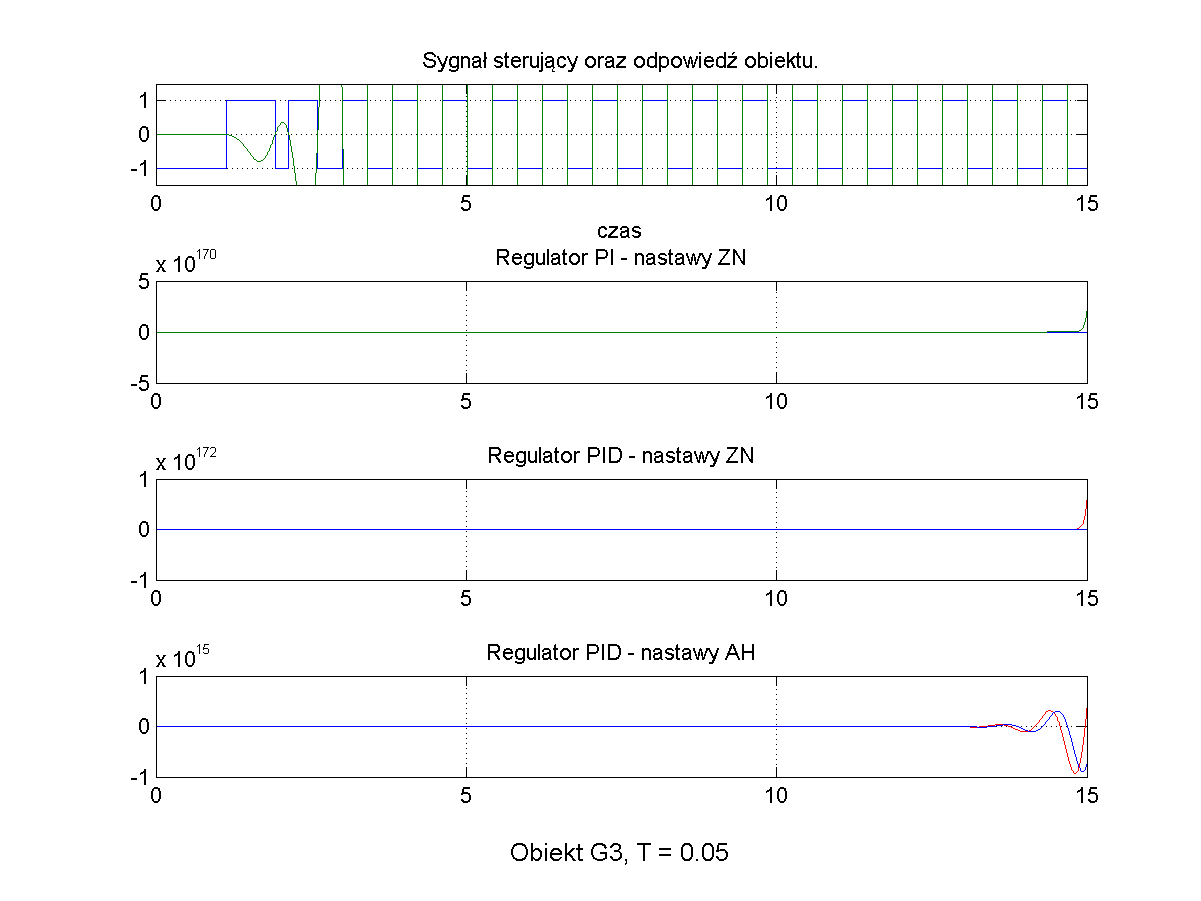 Sygnał sterujący oraz odpowiedź obiektu.
1
0
-1
0 5 10 15
czas
Regulator PI - nastawy ZN
x 10^170
5
0
-5
0 5 10 15
Regulator PID - nastawy ZN
x 10^172
1
0
-1
0 5 10 15
Regulator PID - nastawy AH
x 10^15
1
0
-1
0 5 10 15
Obiekt G3, T = 0.05